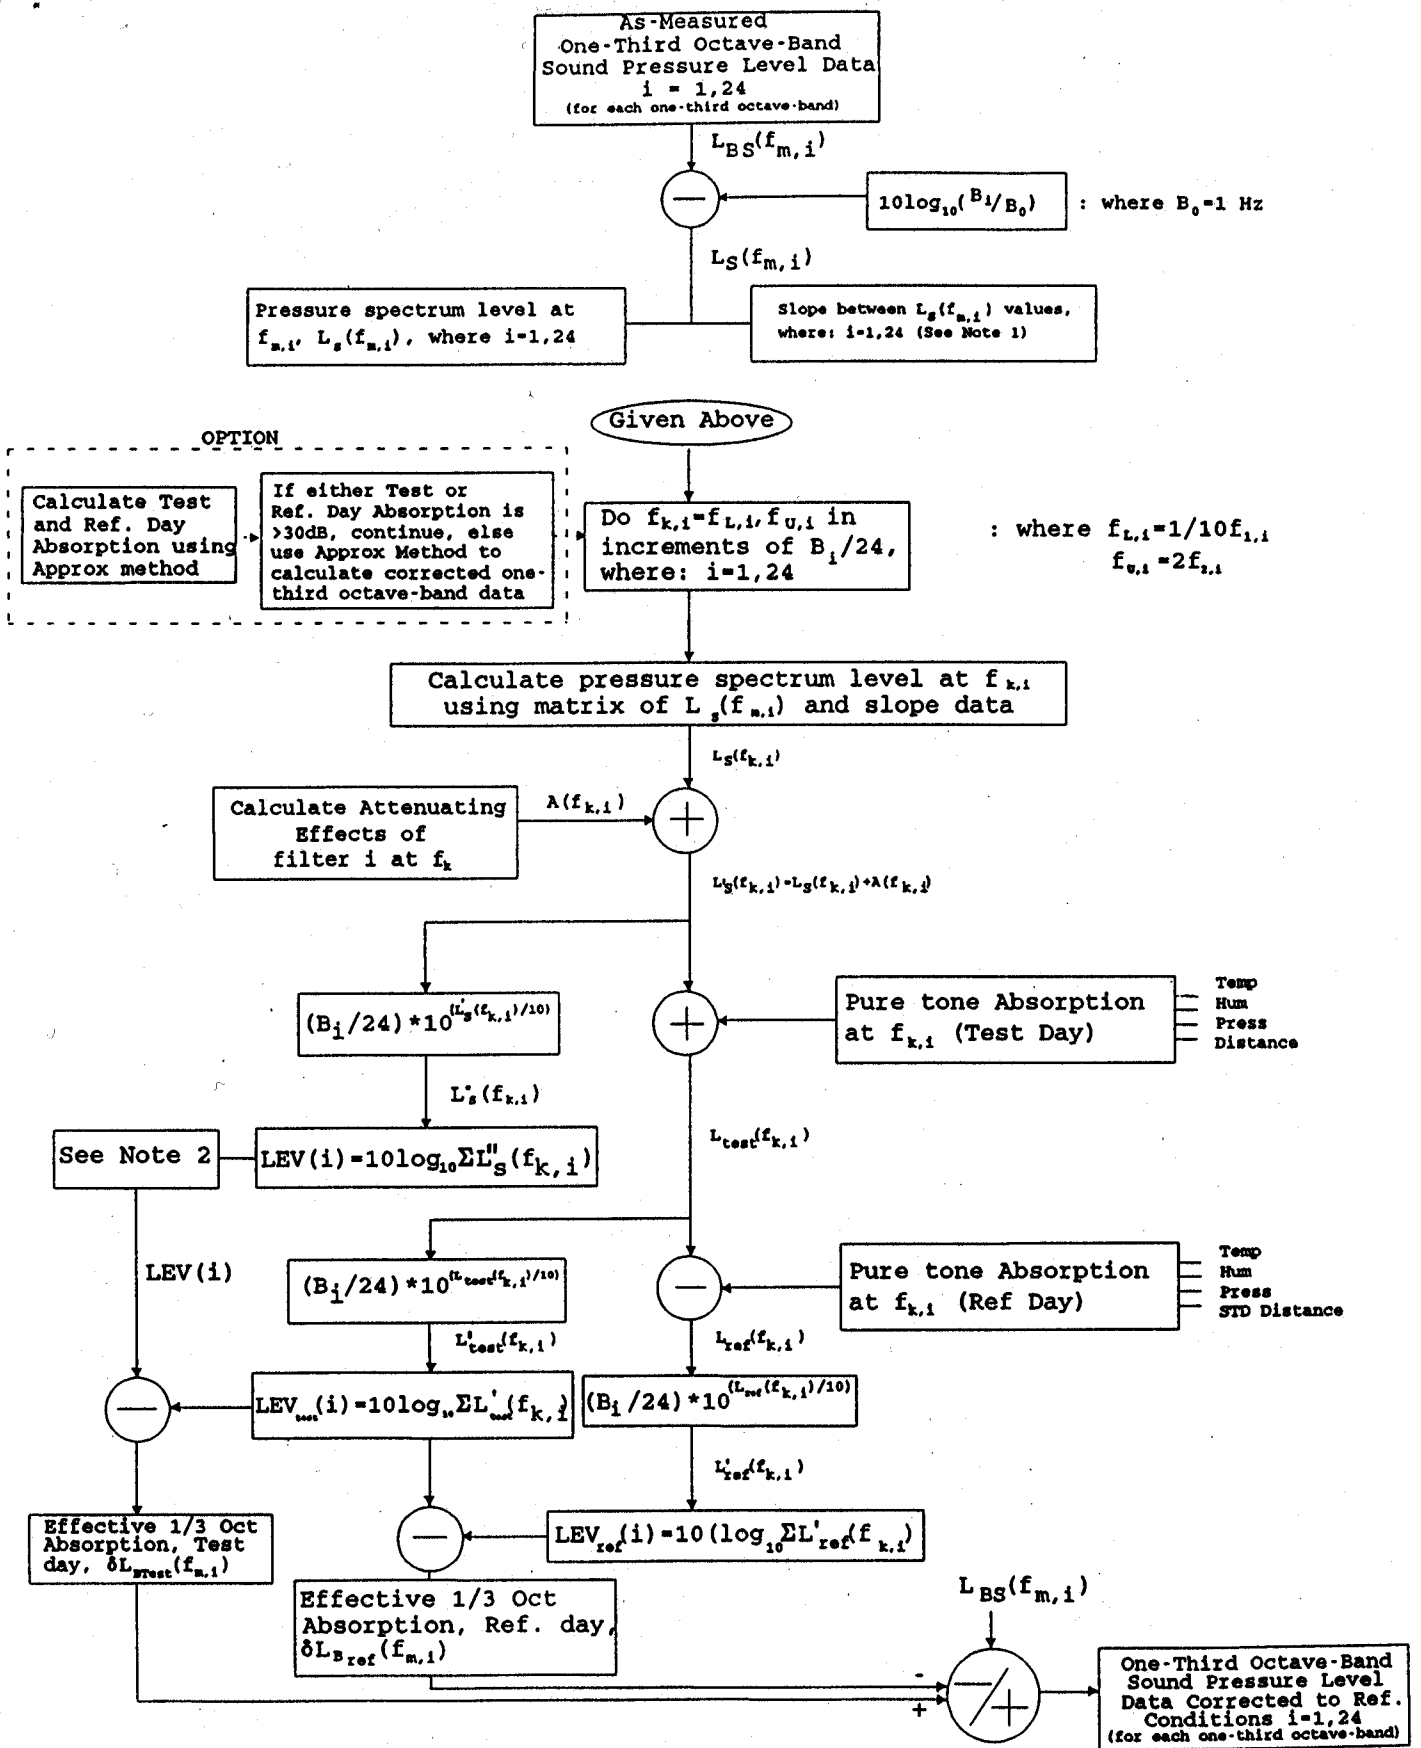 As-Measured
One-Third Octave-Band
Sound Pressure Level Data
i = 1,24
(for each one-third octave-band)
L_BS(f_m,i)
−
10log₁₀(B_i/B₀) : where B₀=1 Hz
L_S(f_m,i)
Pressure spectrum level at
f_m,i, L_s(f_m,i), where i=1,24
Slope between L_s(f_m,i) values,
where: i=1,24 (See Note 1)
Given Above
OPTION
Calculate Test
and Ref. Day
Absorption using
Approx method
If either Test or
Ref. Day Absorption is
>30dB, continue, else
use Approx Method to
calculate corrected one-
third octave-band data
Do f_k,i=f_L,i,f_U,i in
increments of B_i/24,
where: i=1,24
: where f_L,i=1/10f_1,i
f_U,i=2f_2,i
Calculate pressure spectrum level at f_k,i
using matrix of L_s(f_m,i) and slope data
L_S(f_k,i)
Calculate Attenuating
Effects of
filter i at f_k
A(f_k,i)
+
L'_S(f_k,i)=L_S(f_k,i)+A(f_k,i)
(B_i/24)*10^(L'_S(f_k,i)/10)
+
Pure tone Absorption
at f_k,i (Test Day)
Temp
Hum
Press
Distance
L"_s(f_k,i)
L_test(f_k,i)
See Note 2
LEV(i)=10log₁₀ΣL"_S(f_k,i)
LEV(i)
(B_i/24)*10^(L_test(f_k,i)/10)
−
Pure tone Absorption
at f_k,i (Ref Day)
Temp
Hum
Press
STD Distance
L'_test(f_k,i)
L_ref(f_k,i)
−
LEV_test(i)=10log₁₀ΣL'_test(f_k,i)
(B_i/24)*10^(L_ref(f_k,i)/10)
L'_ref(f_k,i)
Effective 1/3 Oct
Absorption, Test
day, δL_BTest(f_m,i)
−
LEV_ref(i)=10(log₁₀ΣL'_ref(f_k,i)
Effective 1/3 Oct
Absorption, Ref. day,
δL_Bref(f_m,i)
L_BS(f_m,i)
-
+
−/+
One-Third Octave-Band
Sound Pressure Level
Data Corrected to Ref.
Conditions i=1,24
(for each one-third octave-band)